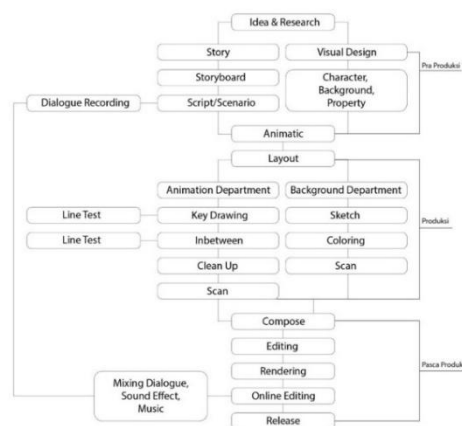 Idea & Research
Story
Visual Design
Pra Produksi
Storyboard
Character,
Background,
Property
Dialogue Recording
Script/Scenario
Animatic
Layout
Animation Department
Background Department
Line Test
Key Drawing
Sketch
Produksi
Line Test
Inbetween
Coloring
Clean Up
Scan
Scan
Compose
Editing
Pasca Produk
Rendering
Mixing Dialogue,
Sound Effect,
Music
Online Editing
Release